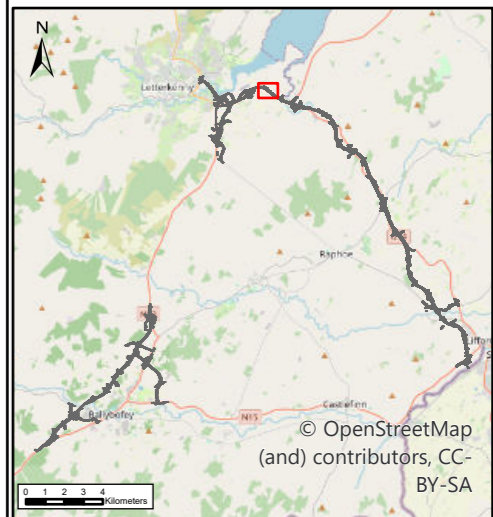 N
Letterkenny
Raphoe
Lifford
Ballybofey
N15
Castlefinn
© OpenStreetMap
(and) contributors, CC-
BY-SA
0 1 2 3 4
Kilometers